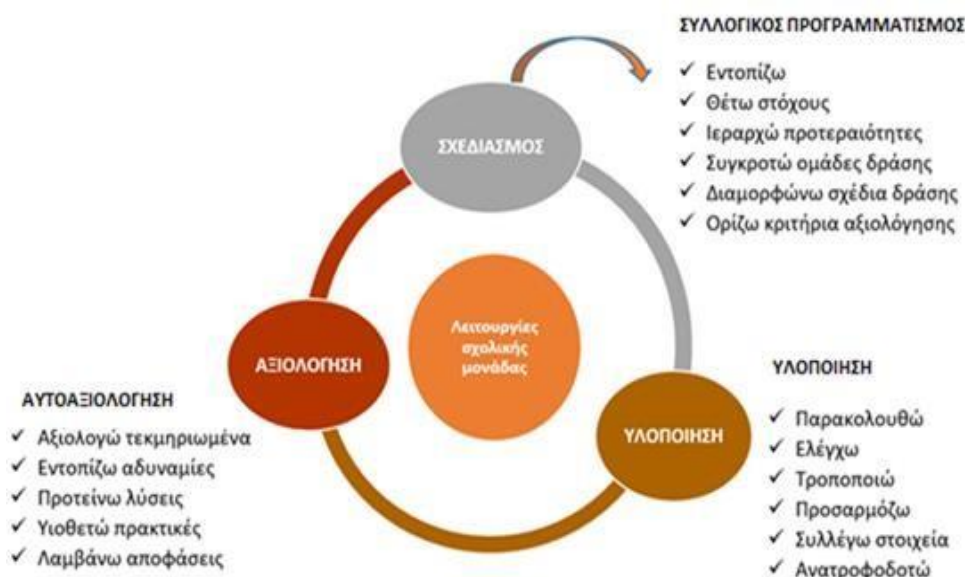 ΣΥΛΛΟΓΙΚΟΣ ΠΡΟΓΡΑΜΜΑΤΙΣΜΟΣ
✓ Εντοπίζω
✓ Θέτω στόχους
✓ Ιεραρχώ προτεραιότητες
✓ Συγκροτώ ομάδες δράσης
✓ Διαμορφώνω σχέδια δράσης
✓ Ορίζω κριτήρια αξιολόγησης
ΣΧΕΔΙΑΣΜΟΣ
Λειτουργίες
σχολικής
μονάδας
ΑΞΙΟΛΟΓΗΣΗ
ΥΛΟΠΟΙΗΣΗ
ΥΛΟΠΟΙΗΣΗ
✓ Παρακολουθώ
✓ Ελέγχω
✓ Τροποποιώ
✓ Προσαρμόζω
✓ Συλλέγω στοιχεία
✓ Ανατροφοδοτώ
ΑΥΤΟΑΞΙΟΛΟΓΗΣΗ
✓ Αξιολογώ τεκμηριωμένα
✓ Εντοπίζω αδυναμίες
✓ Προτείνω λύσεις
✓ Υιοθετώ πρακτικές
✓ Λαμβάνω αποφάσεις